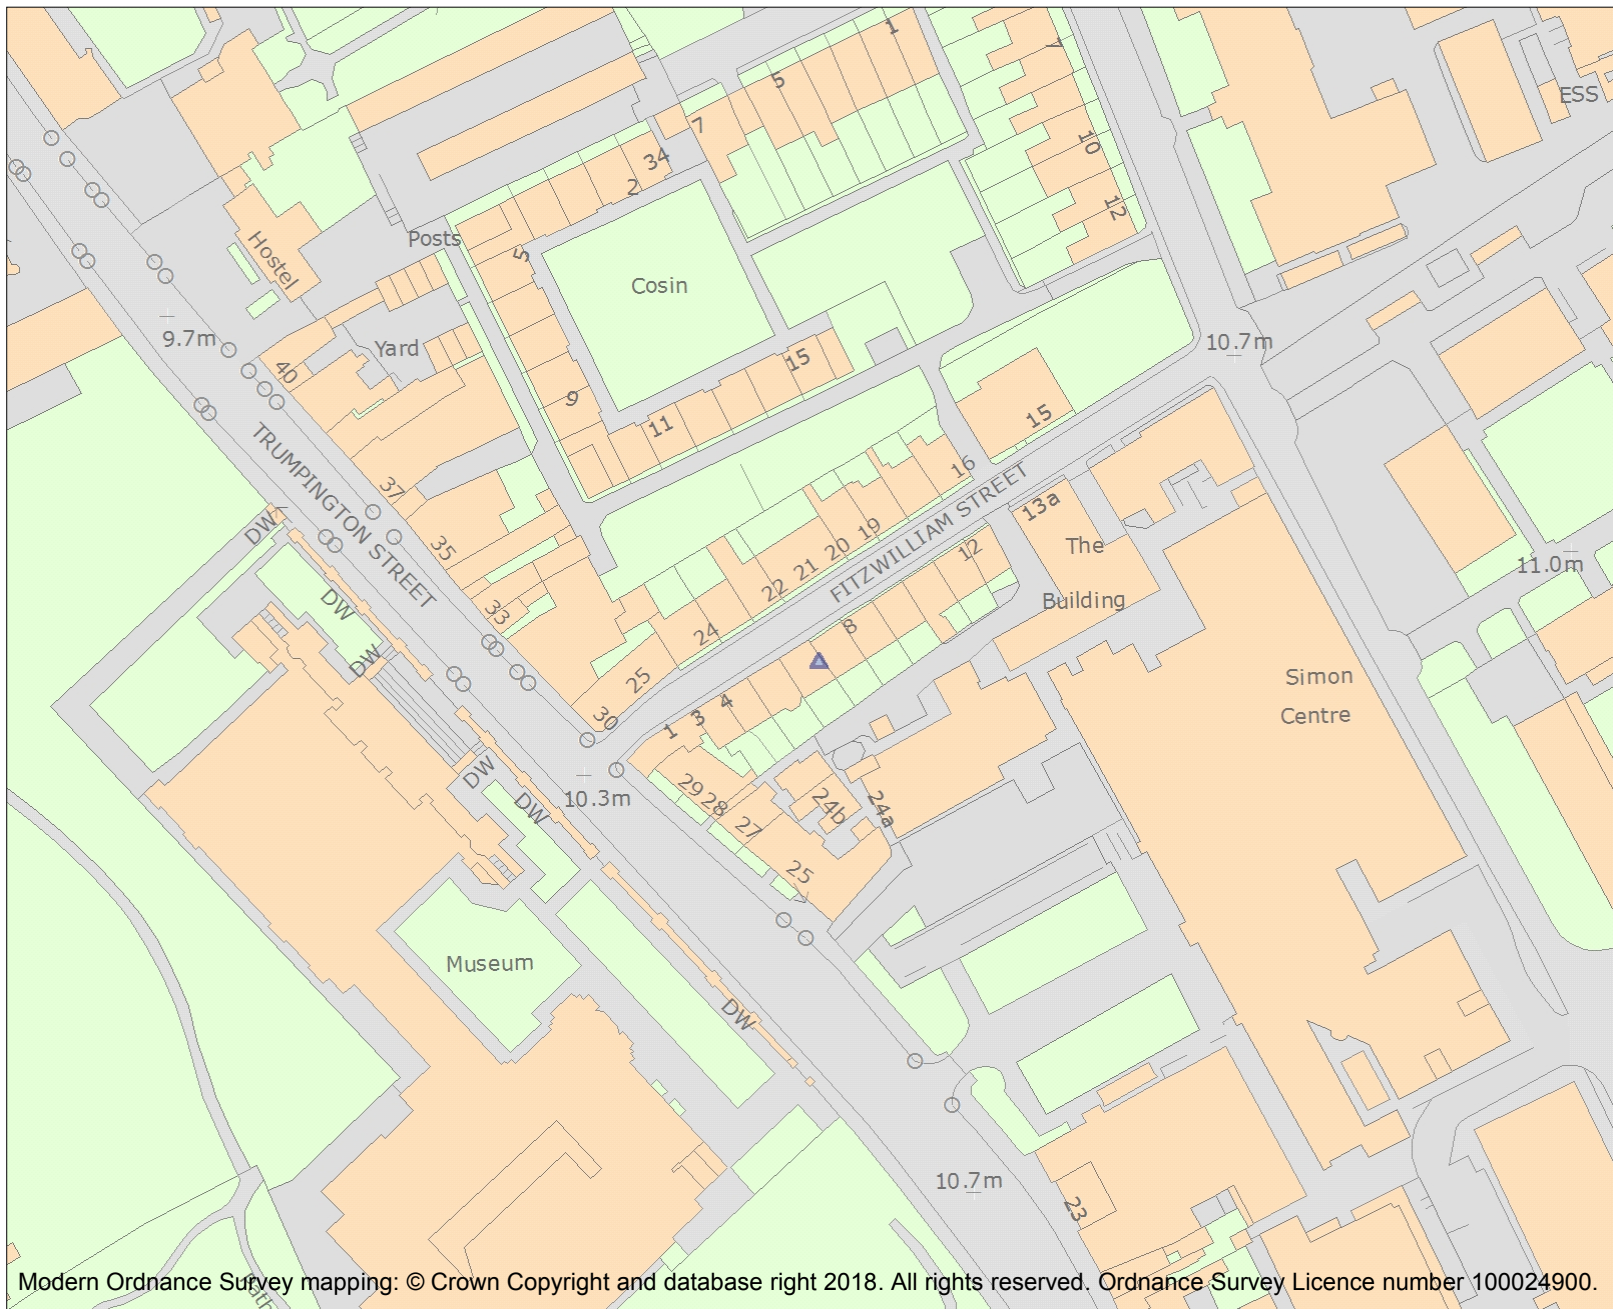 1
7
5
ESS
7
34
10
2
12
Posts
5
Hostel
Cosin
9.7m
10.7m
Yard
15
40
9
15
11
TRUMPINGTON STREET
37
16
13a
DW
35
19
FITZWILLIAM STREET
The
20
12
21
11.0m
22
DW
33
Building
8
24
DW
Simon
25
4
Centre
30
3
1
DW
29
10.3m
28
24b
24a
DW
27
25
Museum
DW
10.7m
23
Path
Modern Ordnance Survey mapping: © Crown Copyright and database right 2018. All rights reserved. Ordnance Survey Licence number 100024900.